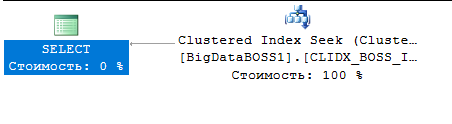 SELECT
Стоимость: 0 %
Clustered Index Seek (Cluste…
[BigDataBOSS1].[CLIDX_BOSS_I…
Стоимость: 100 %